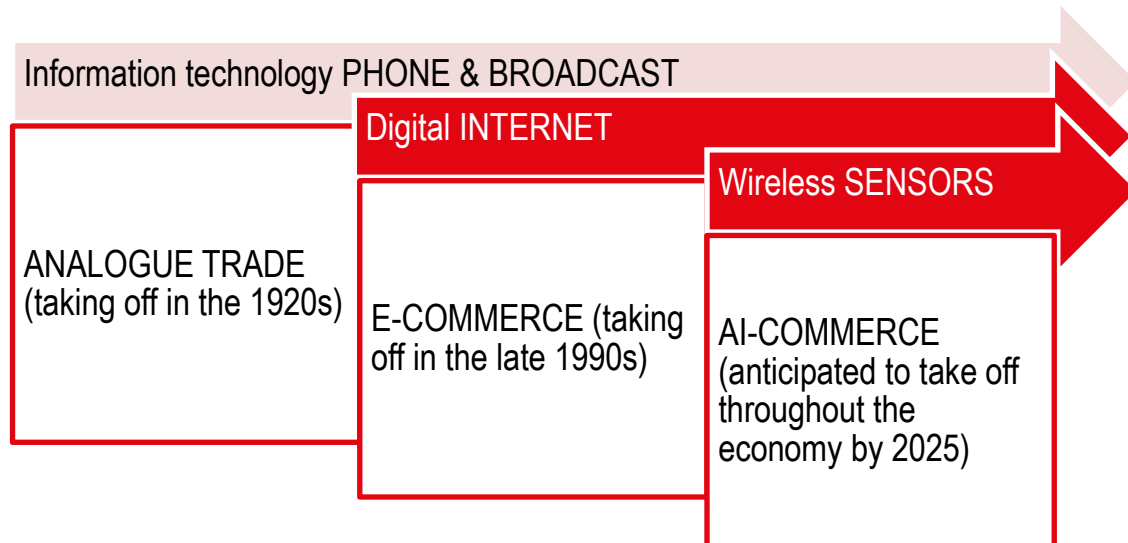 Information technology PHONE & BROADCAST
Digital INTERNET
Wireless SENSORS
ANALOGUE TRADE
(taking off in the 1920s)
E-COMMERCE (taking
off in the late 1990s)
AI-COMMERCE
(anticipated to take off
throughout the
economy by 2025)